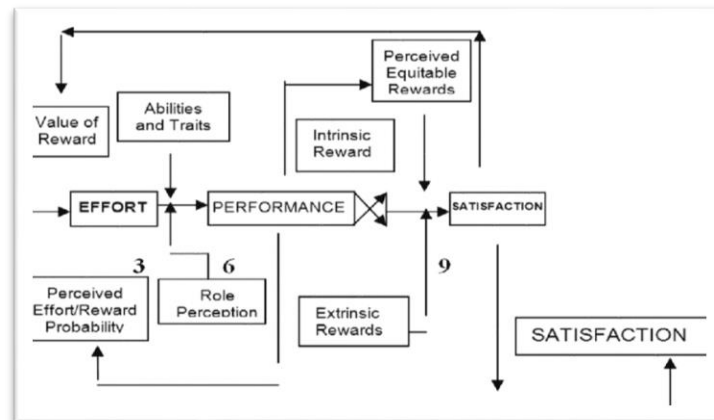 Perceived
Equitable
Rewards
Value of
Reward
Abilities
and Traits
Intrinsic
Reward
EFFORT
PERFORMANCE
SATISFACTION
3
6
9
Perceived
Effort/Reward
Probability
Role
Perception
Extrinsic
Rewards
SATISFACTION